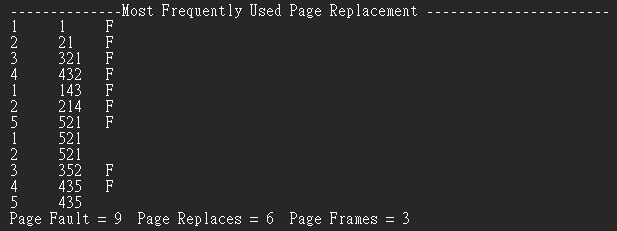 --------------Most Frequently Used Page Replacement -----------------------
1 1 F
2 21 F
3 321 F
4 432 F
1 143 F
2 214 F
5 521 F
1 521
2 521
3 352 F
4 435 F
5 435
Page Fault = 9 Page Replaces = 6 Page Frames = 3